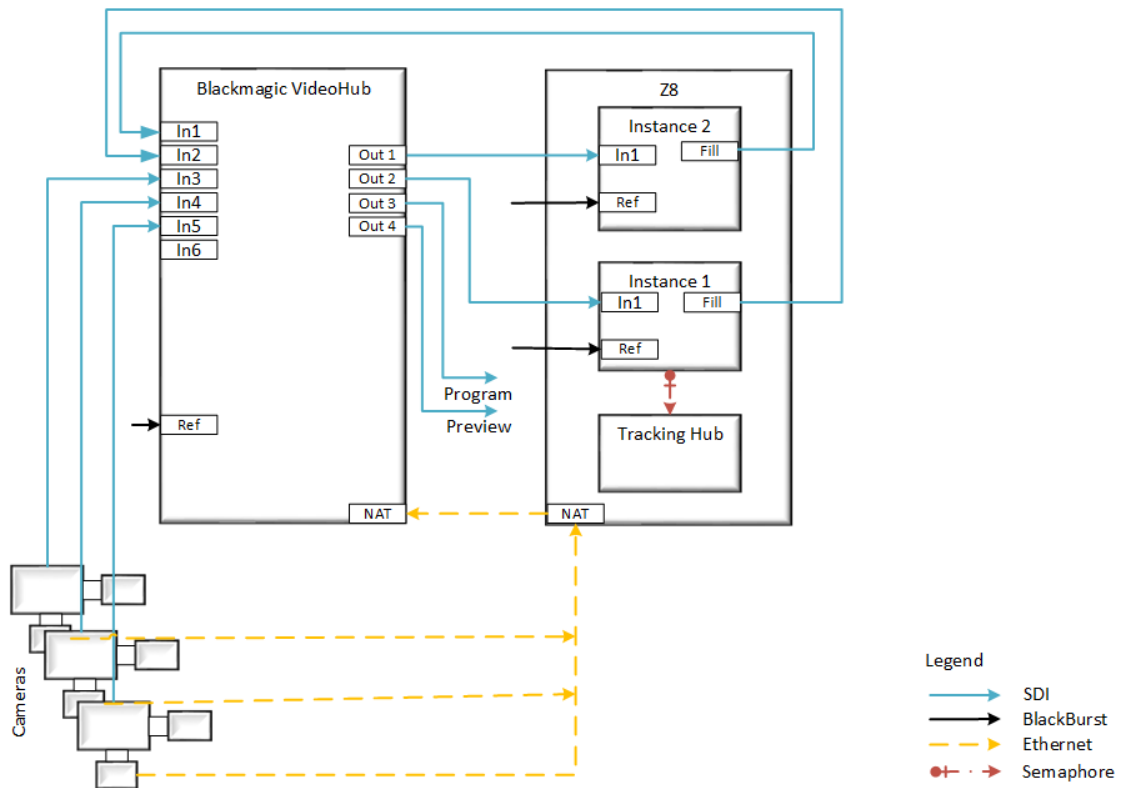 Blackmagic VideoHub
In1
In2
In3
In4
In5
In6
Out 1
Out 2
Out 3
Out 4
Ref
NAT
Program
Preview
Z8
Instance 2
In1
Fill
Ref
Instance 1
In1
Fill
Ref
Tracking Hub
NAT
Cameras
Legend
SDI
BlackBurst
Ethernet
Semaphore